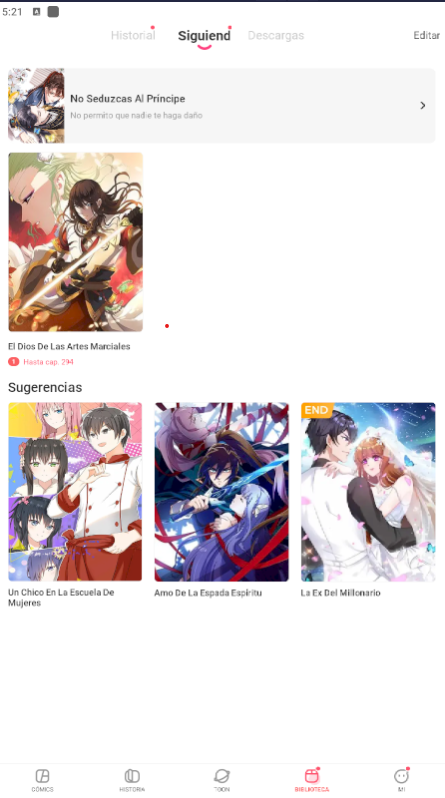 5:21
Historial
Siguiend
Descargas
Editar
No Seduzcas Al Príncipe
No permito que nadie te haga daño
El Dios De Las Artes Marciales
1 Hasta cap. 294
Sugerencias
END
Un Chico En La Escuela De
Mujeres
Amo De La Espada Espíritu
La Ex Del Millonario
CÓMICS
HISTORIA
TOON
BIBLIOTECA
MI